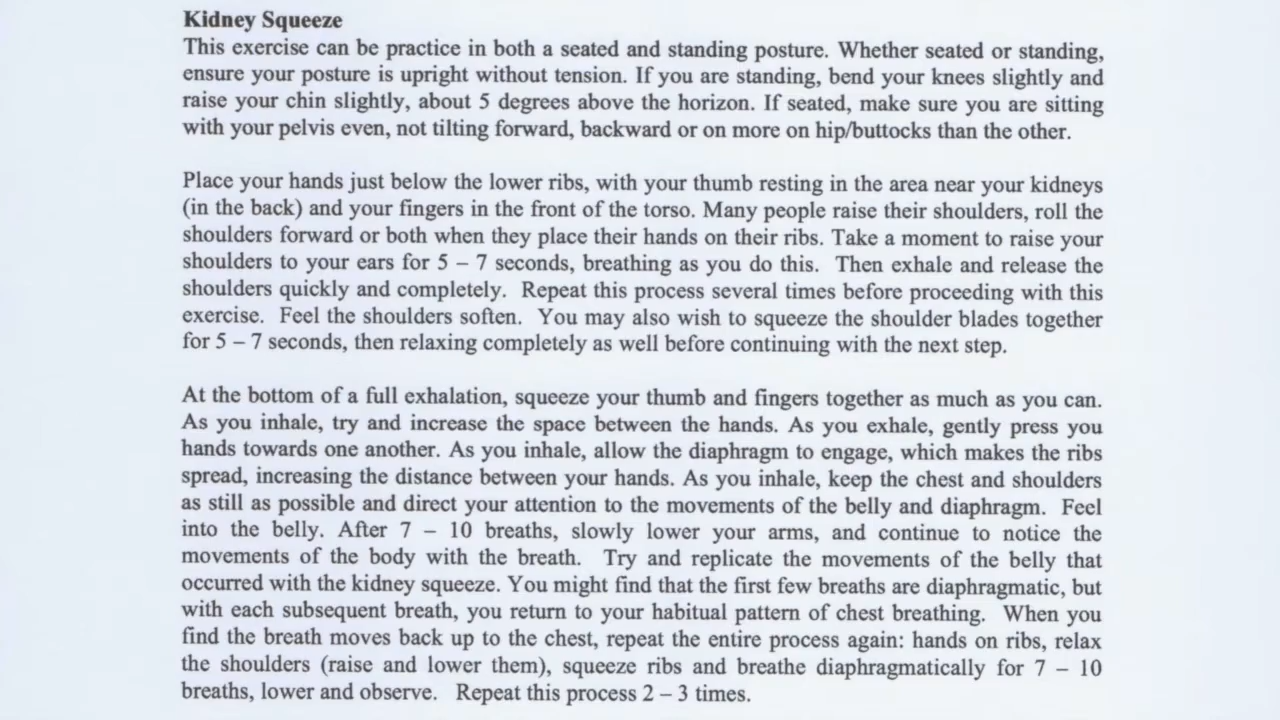 Kidney Squeeze
This exercise can be practice in both a seated and standing posture. Whether seated or standing,
ensure your posture is upright without tension. If you are standing, bend your knees slightly and
raise your chin slightly, about 5 degrees above the horizon. If seated, make sure you are sitting
with your pelvis even, not tilting forward, backward or on more on hip/buttocks than the other.
Place your hands just below the lower ribs, with your thumb resting in the area near your kidneys
(in the back) and your fingers in the front of the torso. Many people raise their shoulders, roll the
shoulders forward or both when they place their hands on their ribs. Take a moment to raise your
shoulders to your ears for 5 – 7 seconds, breathing as you do this. Then exhale and release the
shoulders quickly and completely. Repeat this process several times before proceeding with this
exercise. Feel the shoulders soften. You may also wish to squeeze the shoulder blades together
for 5 – 7 seconds, then relaxing completely as well before continuing with the next step.
At the bottom of a full exhalation, squeeze your thumb and fingers together as much as you can.
As you inhale, try and increase the space between the hands. As you exhale, gently press you
hands towards one another. As you inhale, allow the diaphragm to engage, which makes the ribs
spread, increasing the distance between your hands. As you inhale, keep the chest and shoulders
as still as possible and direct your attention to the movements of the belly and diaphragm. Feel
into the belly. After 7 – 10 breaths, slowly lower your arms, and continue to notice the
movements of the body with the breath. Try and replicate the movements of the belly that
occurred with the kidney squeeze. You might find that the first few breaths are diaphragmatic, but
with each subsequent breath, you return to your habitual pattern of chest breathing. When you
find the breath moves back up to the chest, repeat the entire process again: hands on ribs, relax
the shoulders (raise and lower them), squeeze ribs and breathe diaphragmatically for 7 – 10
breaths, lower and observe. Repeat this process 2 – 3 times.